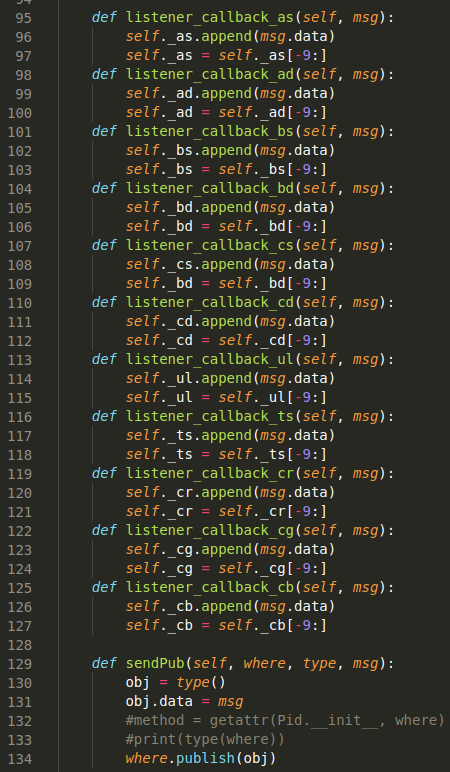 95 def listener_callback_as(self, msg):
96 self._as.append(msg.data)
97 self._as = self._as[-9:]
98 def listener_callback_ad(self, msg):
99 self._ad.append(msg.data)
100 self._ad = self._ad[-9:]
101 def listener_callback_bs(self, msg):
102 self._bs.append(msg.data)
103 self._bs = self._bs[-9:]
104 def listener_callback_bd(self, msg):
105 self._bd.append(msg.data)
106 self._bd = self._bd[-9:]
107 def listener_callback_cs(self, msg):
108 self._cs.append(msg.data)
109 self._bd = self._bd[-9:]
110 def listener_callback_cd(self, msg):
111 self._cd.append(msg.data)
112 self._cd = self._cd[-9:]
113 def listener_callback_ul(self, msg):
114 self._ul.append(msg.data)
115 self._ul = self._ul[-9:]
116 def listener_callback_ts(self, msg):
117 self._ts.append(msg.data)
118 self._ts = self._ts[-9:]
119 def listener_callback_cr(self, msg):
120 self._cr.append(msg.data)
121 self._cr = self._cr[-9:]
122 def listener_callback_cg(self, msg):
123 self._cg.append(msg.data)
124 self._cg = self._cg[-9:]
125 def listener_callback_cb(self, msg):
126 self._cb.append(msg.data)
127 self._cb = self._cb[-9:]
128
129 def sendPub(self, where, type, msg):
130 obj = type()
131 obj.data = msg
132 #method = getattr(Pid.__init__, where)
133 #print(type(where))
134 where.publish(obj)